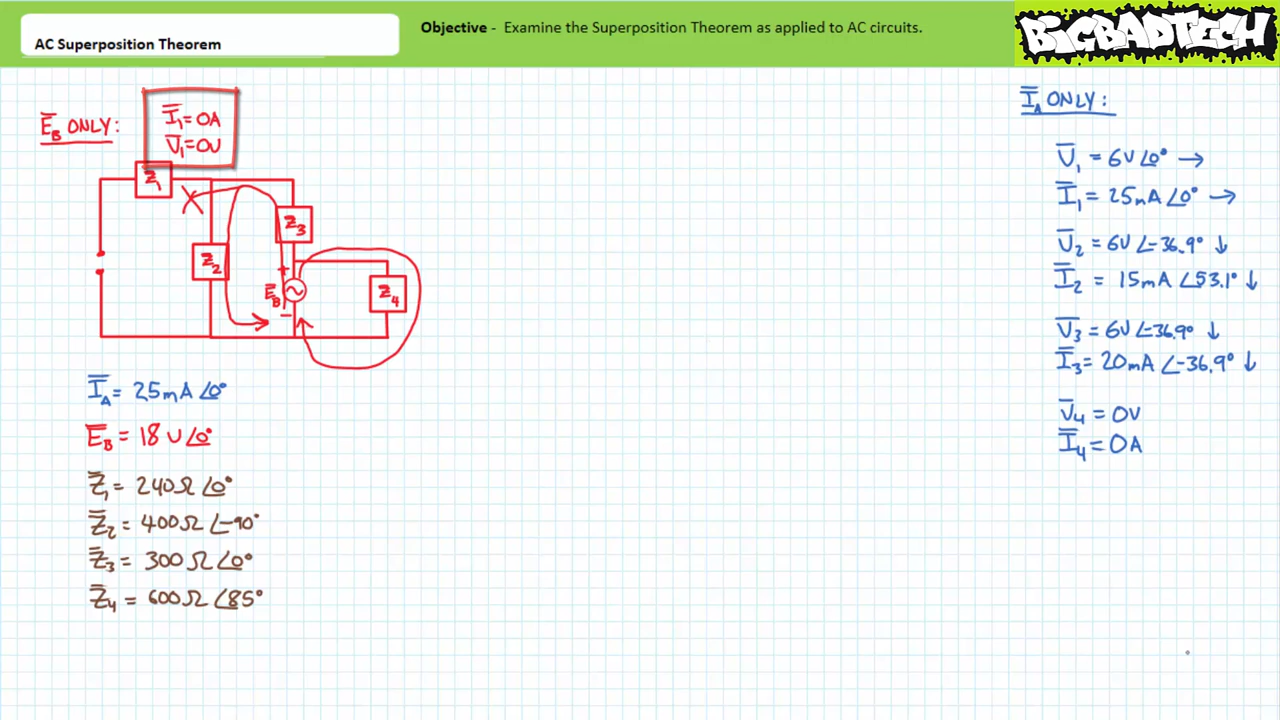 AC Superposition Theorem
Objective - Examine the Superposition Theorem as applied to AC circuits.
BIGBADTECH
E̅B ONLY:
I̅1 = 0A
V̅1 = 0V
Z1
Z2
Z3
+
E̅B
-
Z4
I̅A = 25mA∠0°
E̅B = 18V∠0°
Z̅1 = 240Ω∠0°
Z̅2 = 400Ω∠-90°
Z̅3 = 300Ω∠0°
Z̅4 = 600Ω∠85°
I̅A ONLY:
V̅1 = 6V∠0° →
I̅1 = 25mA∠0° →
V̅2 = 6V∠-36.9° ↓
I̅2 = 15mA∠53.1° ↓
V̅3 = 6V∠-36.9° ↓
I̅3 = 20mA∠-36.9° ↓
V̅4 = 0V
I̅4 = 0A